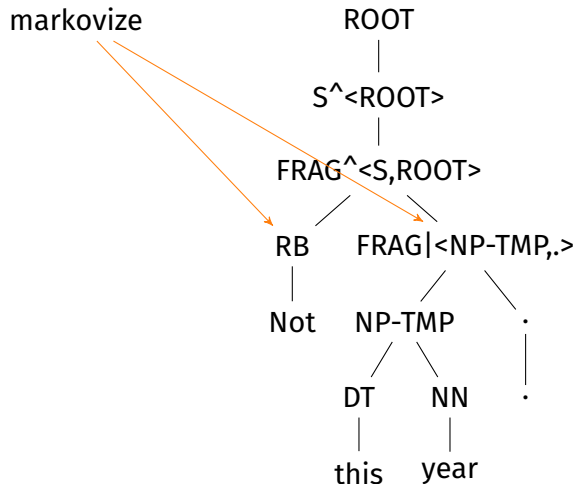 markovize ROOT
S^<ROOT>
FRAG^<S,ROOT>
RB FRAG|<NP-TMP,.>
Not NP-TMP .
DT NN .
this year